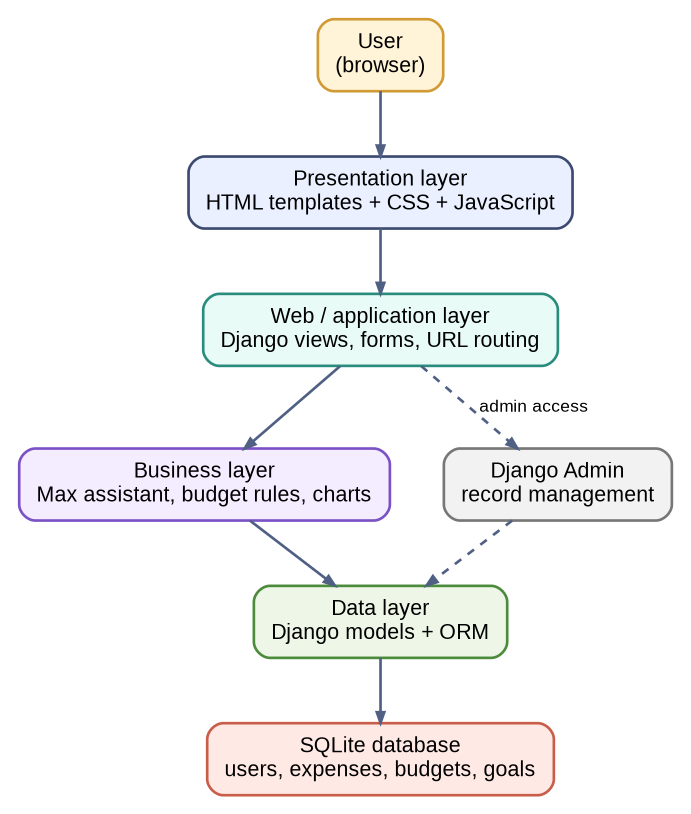 User
(browser)
Presentation layer
HTML templates + CSS + JavaScript
Web / application layer
Django views, forms, URL routing
admin access
Business layer
Max assistant, budget rules, charts
Django Admin
record management
Data layer
Django models + ORM
SQLite database
users, expenses, budgets, goals